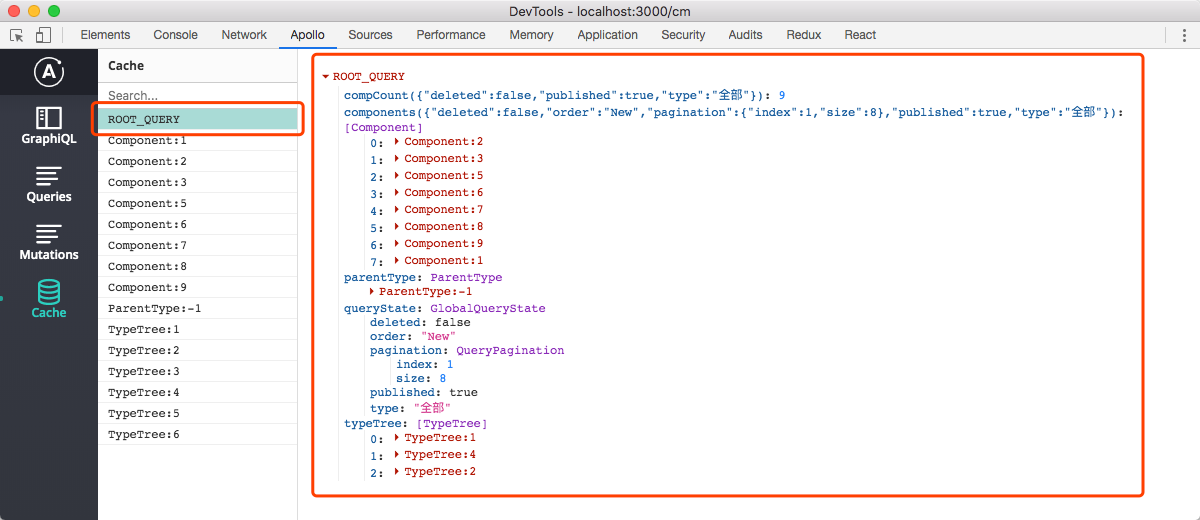 DevTools - localhost:3000/cm
Elements Console Network Apollo Sources Performance Memory Application Security Audits Redux React
A
GraphiQL
Queries
Mutations
Cache
Cache
Search...
ROOT_QUERY
Component:1
Component:2
Component:3
Component:5
Component:6
Component:7
Component:8
Component:9
ParentType:-1
TypeTree:1
TypeTree:2
TypeTree:3
TypeTree:4
TypeTree:5
TypeTree:6
ROOT_QUERY
compCount({"deleted":false,"published":true,"type":"全部"}): 9
components({"deleted":false,"order":"New","pagination":{"index":1,"size":8},"published":true,"type":"全部"}):
[Component]
0: Component:2
1: Component:3
2: Component:5
3: Component:6
4: Component:7
5: Component:8
6: Component:9
7: Component:1
parentType: ParentType
ParentType:-1
queryState: GlobalQueryState
deleted: false
order: "New"
pagination: QueryPagination
index: 1
size: 8
published: true
type: "全部"
typeTree: [TypeTree]
0: TypeTree:1
1: TypeTree:4
2: TypeTree:2